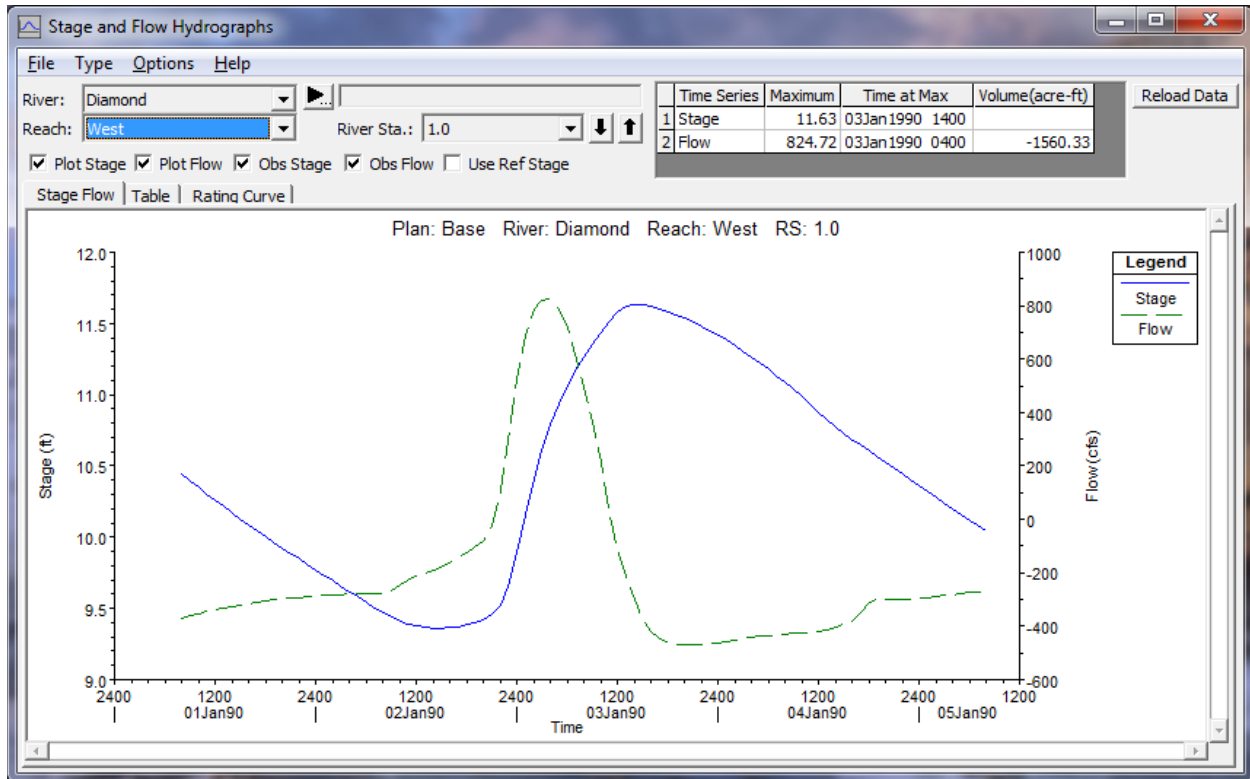 Stage and Flow Hydrographs
File Type Options Help
River: Diamond
Reach: West River Sta.: 1.0
Plot Stage Plot Flow Obs Stage Obs Flow Use Ref Stage
Time Series Maximum Time at Max Volume(acre-ft)
1 Stage 11.63 03Jan1990 1400
2 Flow 824.72 03Jan1990 0400 -1560.33
Reload Data
Stage Flow Table Rating Curve
Plan: Base River: Diamond Reach: West RS: 1.0
Stage (ft)
12.0
11.5
11.0
10.5
10.0
9.5
9.0
1000
800
600
400
200
0
-200
-400
-600
Flow (cfs)
Legend
Stage
Flow
2400 1200 2400 1200 2400 1200 2400 1200 2400 1200
01Jan90 02Jan90 03Jan90 04Jan90 05Jan90
Time